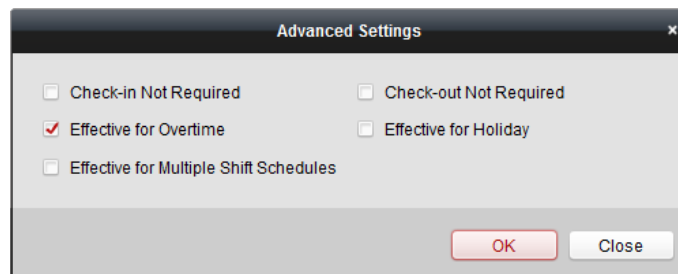 Advanced Settings ×
Check-in Not Required Check-out Not Required
Effective for Overtime Effective for Holiday
Effective for Multiple Shift Schedules
OK Close